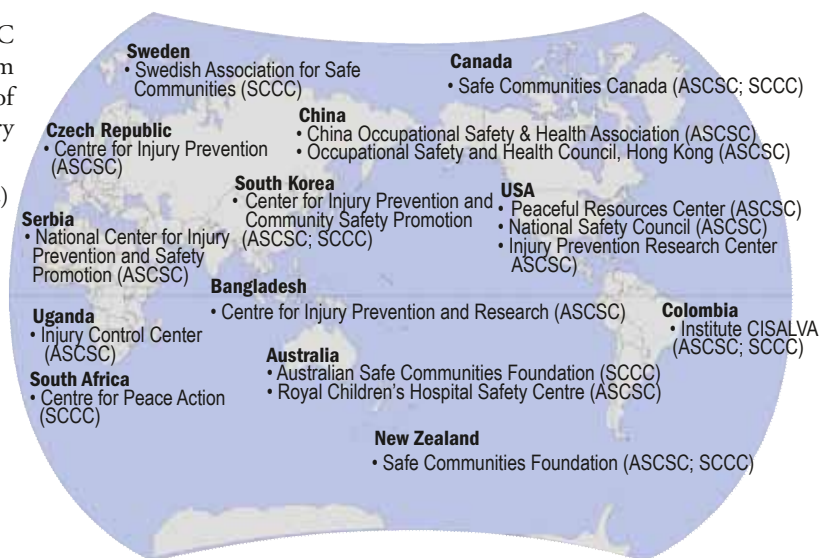 C
m
of
ry
)
Sweden
• Swedish Association for Safe
Communities (SCCC)
Canada
• Safe Communities Canada (ASCSC; SCCC)
China
• China Occupational Safety & Health Association (ASCSC)
• Occupational Safety and Health Council, Hong Kong (ASCSC)
Czech Republic
• Centre for Injury Prevention
(ASCSC)
South Korea
• Center for Injury Prevention and
Community Safety Promotion
(ASCSC; SCCC)
USA
• Peaceful Resources Center (ASCSC)
• National Safety Council (ASCSC)
• Injury Prevention Research Center
ASCSC)
Serbia
• National Center for Injury
Prevention and Safety
Promotion (ASCSC)
Bangladesh
• Centre for Injury Prevention and Research (ASCSC)
Colombia
• Institute CISALVA
(ASCSC; SCCC)
Uganda
• Injury Control Center
(ASCSC)
Australia
• Australian Safe Communities Foundation (SCCC)
• Royal Children's Hospital Safety Centre (ASCSC)
South Africa
• Centre for Peace Action
(SCCC)
New Zealand
• Safe Communities Foundation (ASCSC; SCCC)